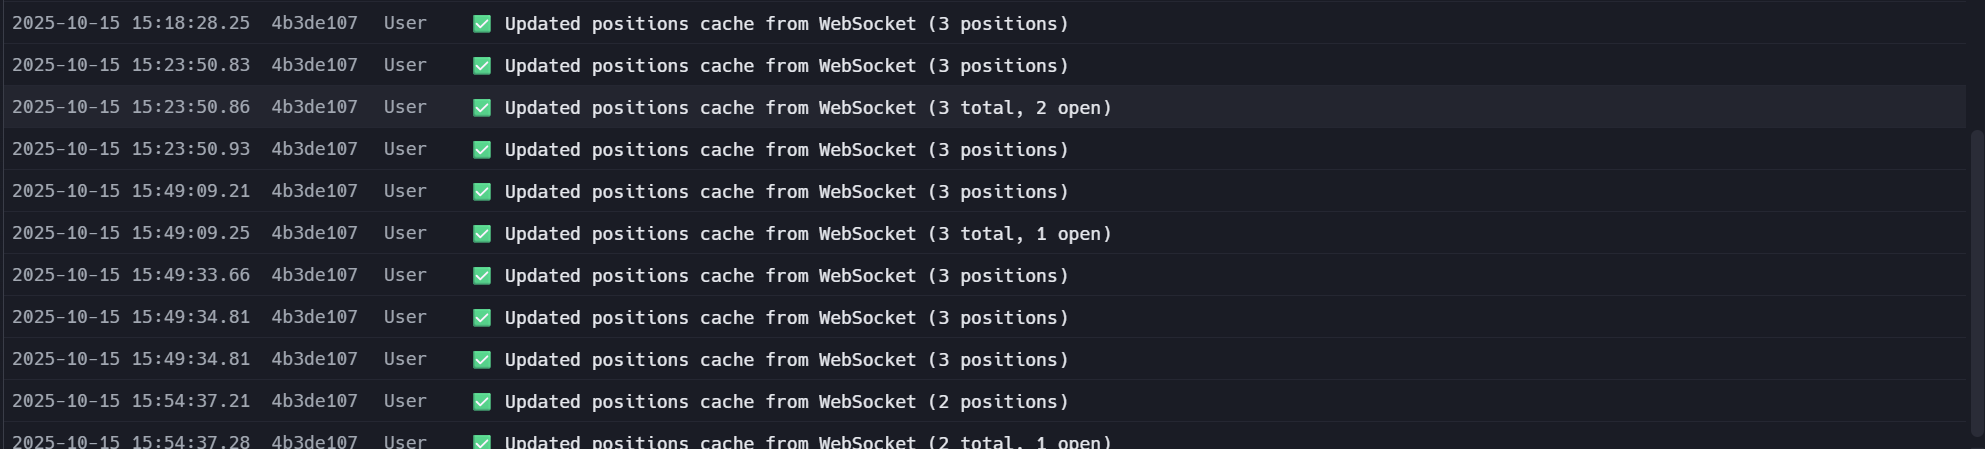 2025-10-15 15:18:28.25 4b3de107 User ✅ Updated positions cache from WebSocket (3 positions)
2025-10-15 15:23:50.83 4b3de107 User ✅ Updated positions cache from WebSocket (3 positions)
2025-10-15 15:23:50.86 4b3de107 User ✅ Updated positions cache from WebSocket (3 total, 2 open)
2025-10-15 15:23:50.93 4b3de107 User ✅ Updated positions cache from WebSocket (3 positions)
2025-10-15 15:49:09.21 4b3de107 User ✅ Updated positions cache from WebSocket (3 positions)
2025-10-15 15:49:09.25 4b3de107 User ✅ Updated positions cache from WebSocket (3 total, 1 open)
2025-10-15 15:49:33.66 4b3de107 User ✅ Updated positions cache from WebSocket (3 positions)
2025-10-15 15:49:34.81 4b3de107 User ✅ Updated positions cache from WebSocket (3 positions)
2025-10-15 15:49:34.81 4b3de107 User ✅ Updated positions cache from WebSocket (3 positions)
2025-10-15 15:54:37.21 4b3de107 User ✅ Updated positions cache from WebSocket (2 positions)
2025-10-15 15:54:37.28 4b3de107 User ✅ Updated positions cache from WebSocket (2 total, 1 open)